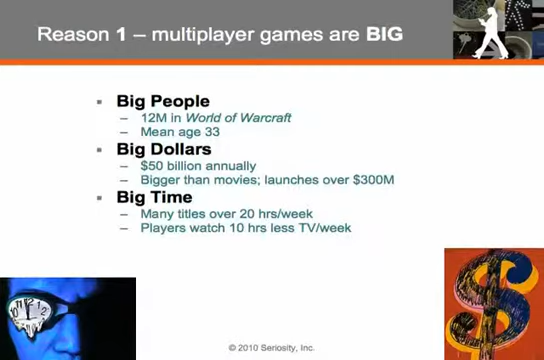 Reason 1 – multiplayer games are BIG
Big People
– 12M in World of Warcraft
– Mean age 33
Big Dollars
– $50 billion annually
– Bigger than movies; launches over $300M
Big Time
– Many titles over 20 hrs/week
– Players watch 10 hrs less TV/week
© 2010 Seriosity, Inc.